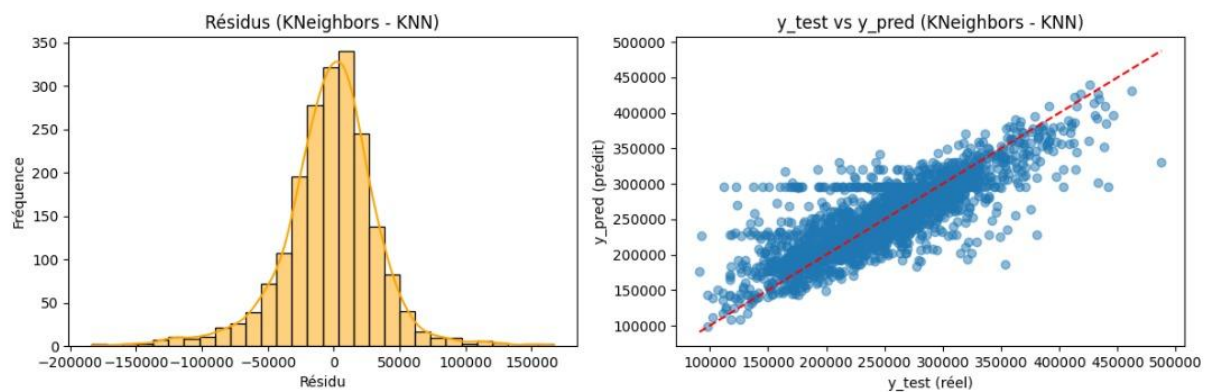 Résidus (KNeighbors - KNN)
Fréquence
350
300
250
200
150
100
50
0
−200000 −150000 −100000 −50000 0 50000 100000 150000
Résidu
y_test vs y_pred (KNeighbors - KNN)
y_pred (prédit)
500000
450000
400000
350000
300000
250000
200000
150000
100000
100000 150000 200000 250000 300000 350000 400000 450000 500000
y_test (réel)